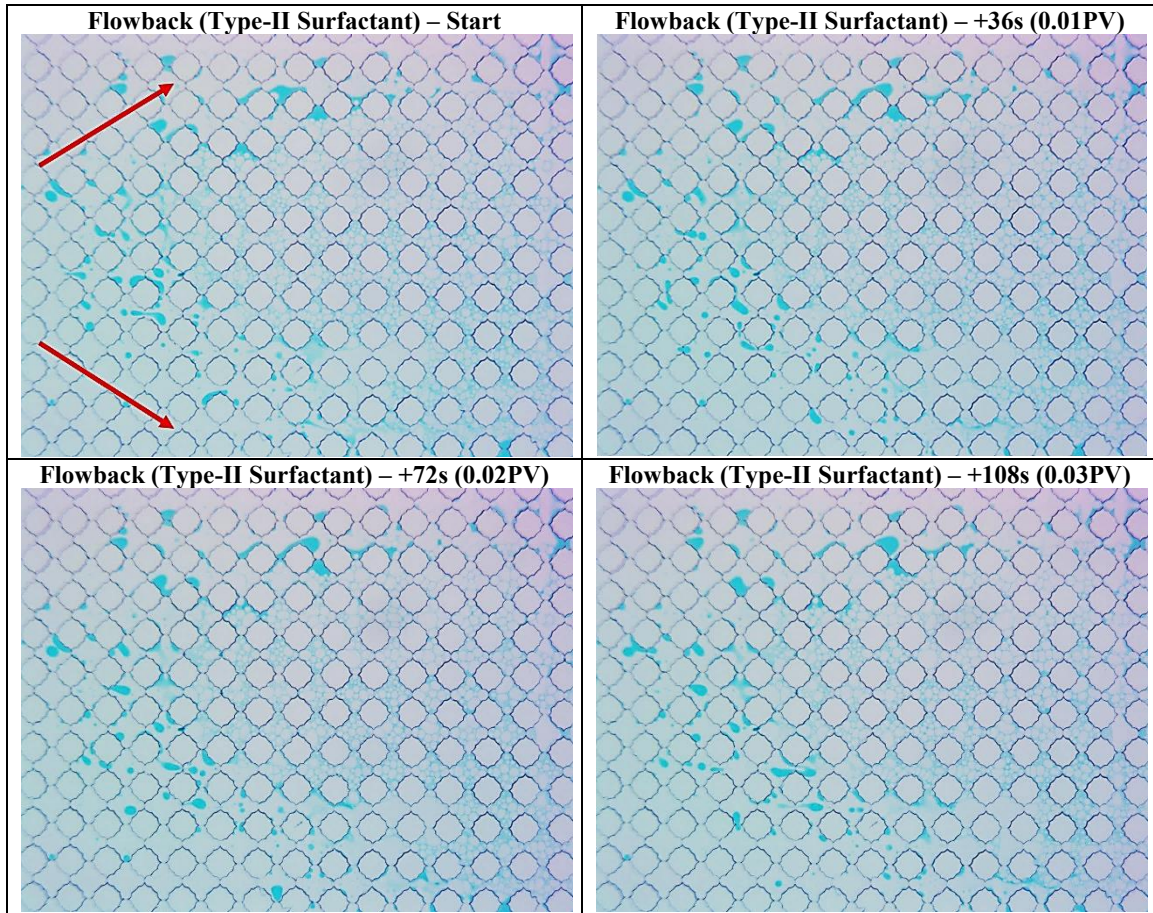 Flowback (Type-II Surfactant) – Start
Flowback (Type-II Surfactant) – +36s (0.01PV)
Flowback (Type-II Surfactant) – +72s (0.02PV)
Flowback (Type-II Surfactant) – +108s (0.03PV)